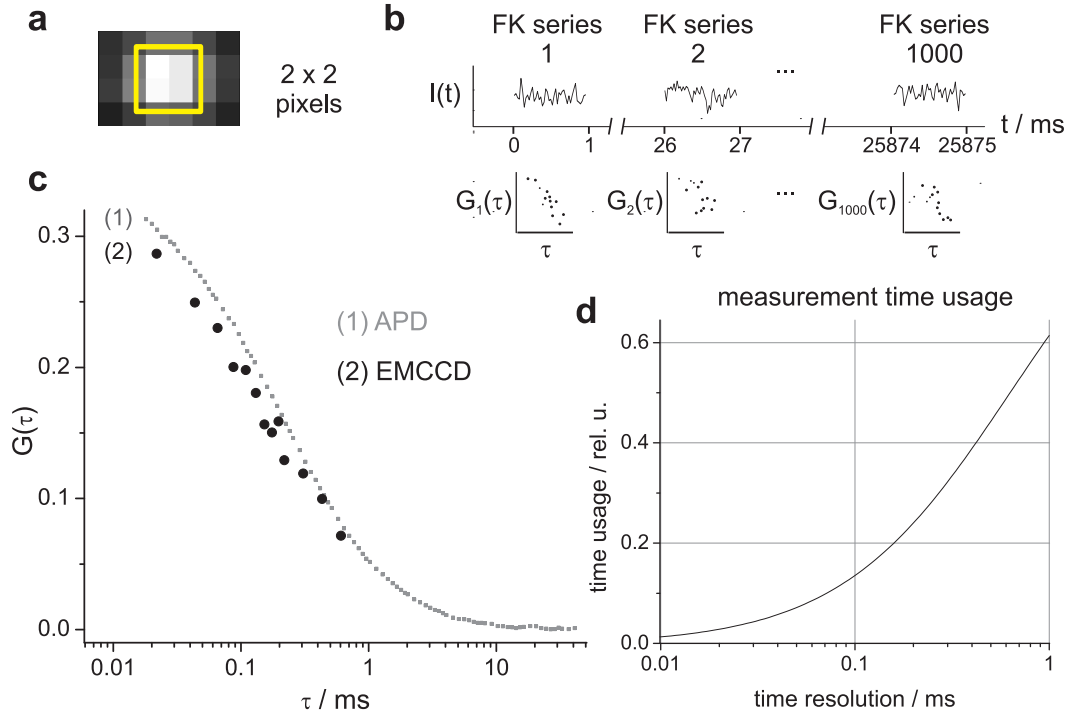 a
2 x 2
pixels
b
FK series
1
FK series
2
FK series
1000
...
I(t)
t / ms
0 1 26 27 25874 25875
G1(τ)
G2(τ)
...
G1000(τ)
τ τ τ
c
(1)
(2)
(1) APD
(2) EMCCD
G(τ)
0.3
0.2
0.1
0.0
0.01 0.1 1 10
τ / ms
d
measurement time usage
time usage / rel. u.
0.6
0.4
0.2
0.0
0.01 0.1 1
time resolution / ms